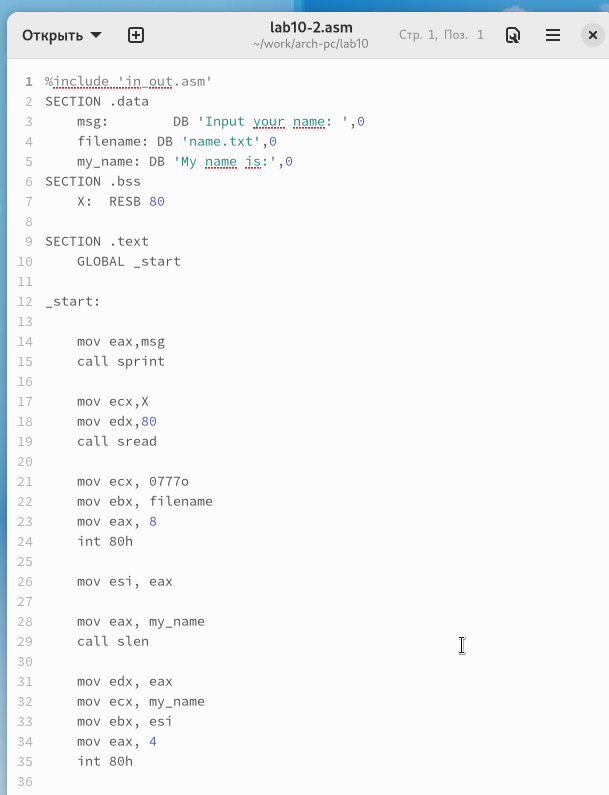 Открыть
lab10-2.asm
~/work/arch-pc/lab10
Стр. 1, Поз. 1
1 %include 'in_out.asm'
2 SECTION .data
3     msg:        DB 'Input your name: ',0
4     filename: DB 'name.txt',0
5     my_name: DB 'My name is:',0
6 SECTION .bss
7     X:  RESB 80
8
9 SECTION .text
10     GLOBAL _start
11
12 _start:
13
14     mov eax,msg
15     call sprint
16
17     mov ecx,X
18     mov edx,80
19     call sread
20
21     mov ecx, 0777o
22     mov ebx, filename
23     mov eax, 8
24     int 80h
25
26     mov esi, eax
27
28     mov eax, my_name
29     call slen
30
31     mov edx, eax
32     mov ecx, my_name
33     mov ebx, esi
34     mov eax, 4
35     int 80h
36